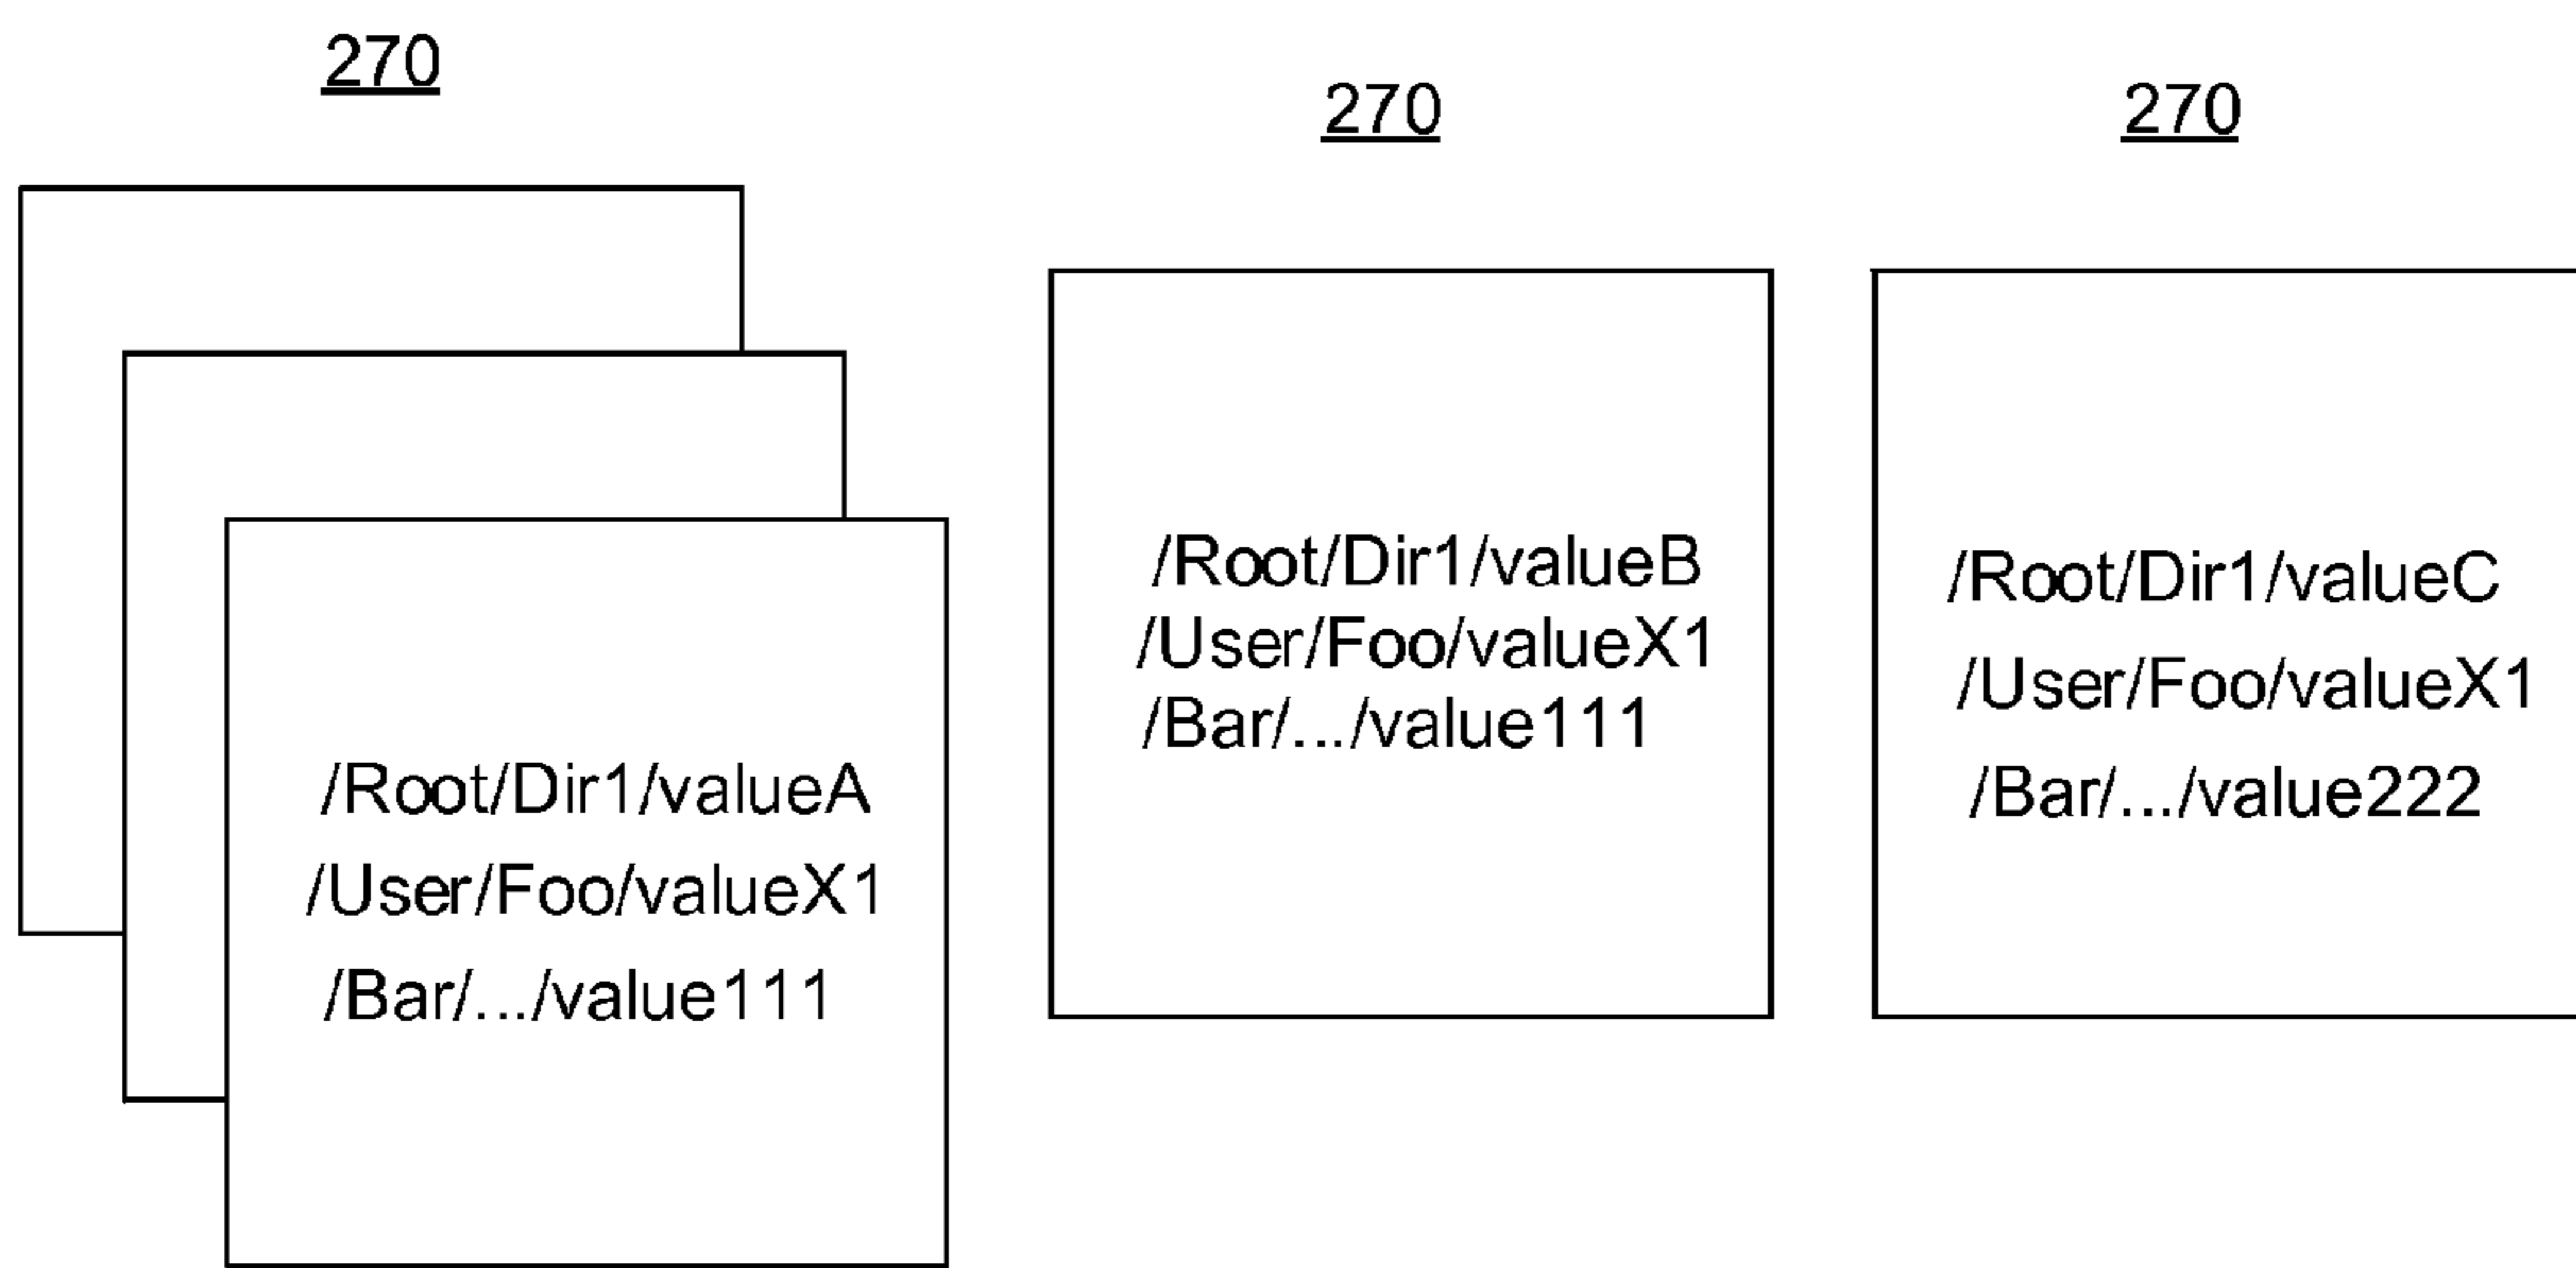 270
/Root/Dir1/valueA
/User/Foo/valueX1
/Bar/.../value111
270
/Root/Dir1/valueB
/User/Foo/valueX1
/Bar/.../value111
270
/Root/Dir1/valueC
/User/Foo/valueX1
/Bar/.../value222